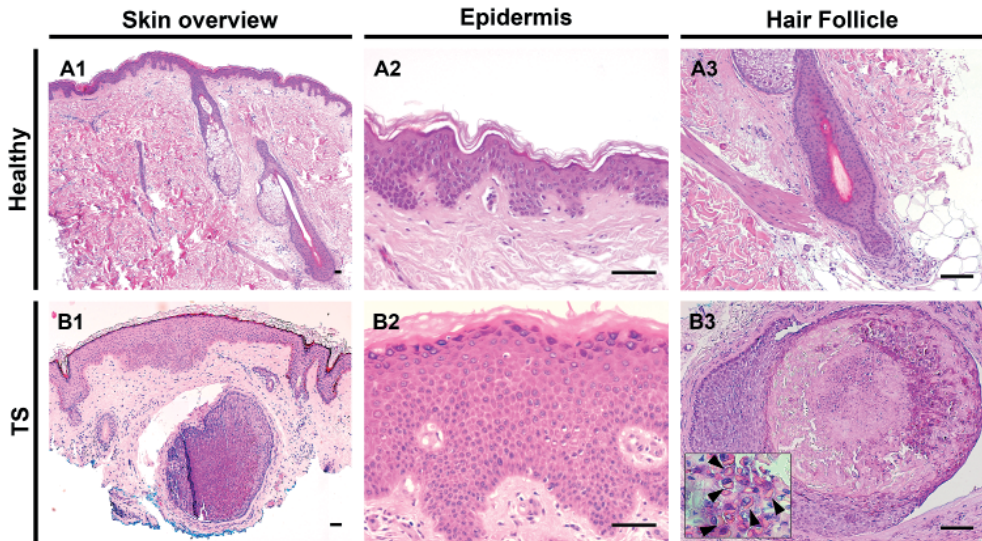 Skin overview
Epidermis
Hair Follicle
Healthy
A1
A2
A3
TS
B1
B2
B3